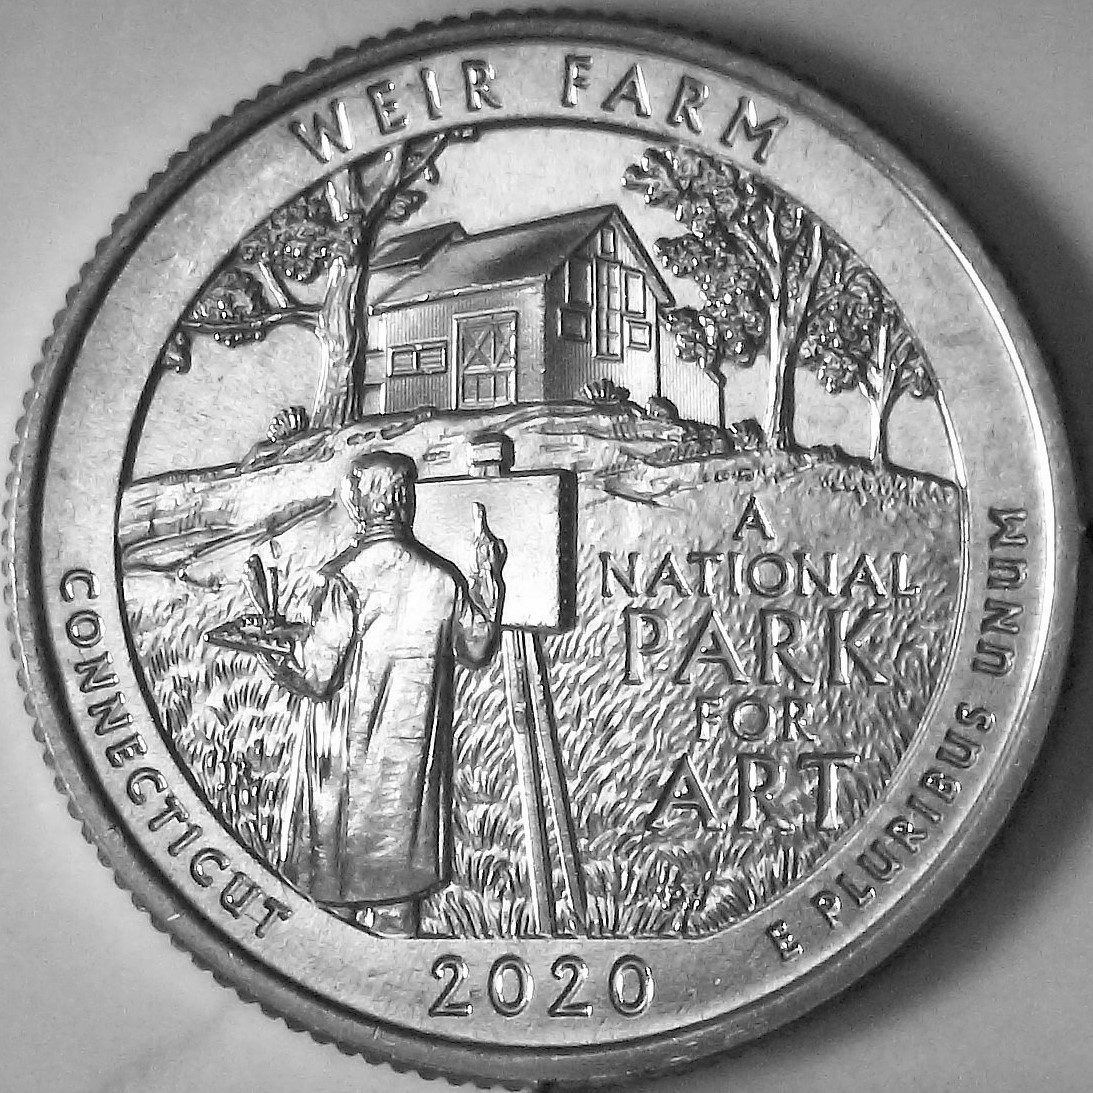 WEIR FARM
A
NATIONAL
PARK
FOR
ART
CONNECTICUT
2020
E PLURIBUS UNUM